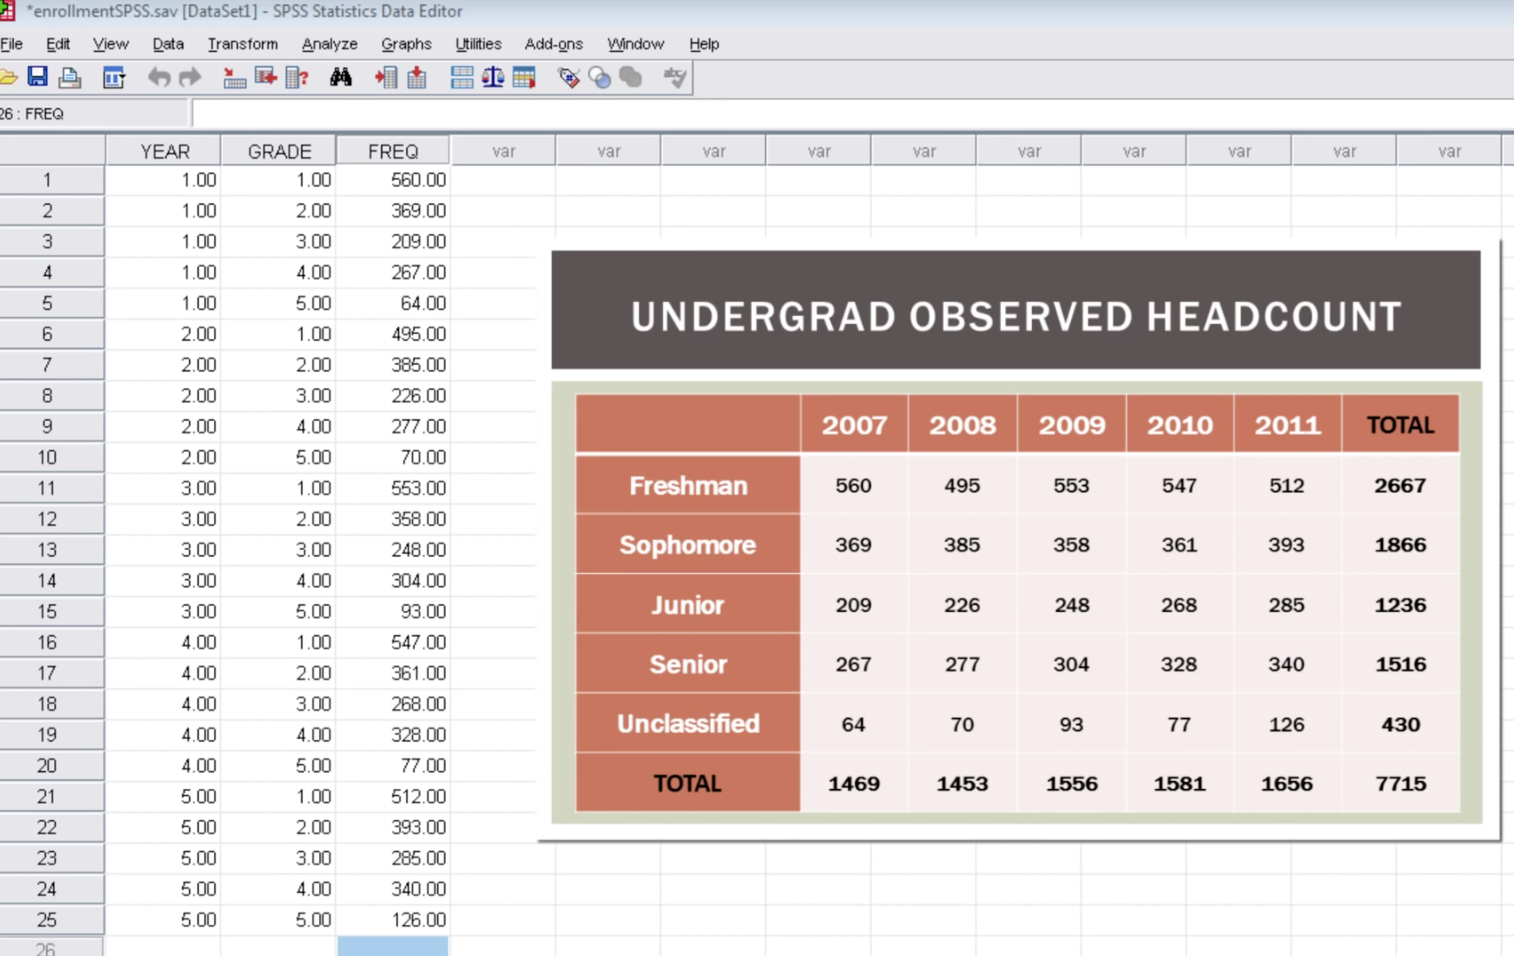 *enrollmentSPSS.sav [DataSet1] - SPSS Statistics Data Editor
File Edit View Data Transform Analyze Graphs Utilities Add-ons Window Help
26 : FREQ
YEAR GRADE FREQ var var var var var var var var var var
1 1.00 1.00 560.00
2 1.00 2.00 369.00
3 1.00 3.00 209.00
4 1.00 4.00 267.00
5 1.00 5.00 64.00
6 2.00 1.00 495.00
7 2.00 2.00 385.00
8 2.00 3.00 226.00
9 2.00 4.00 277.00
10 2.00 5.00 70.00
11 3.00 1.00 553.00
12 3.00 2.00 358.00
13 3.00 3.00 248.00
14 3.00 4.00 304.00
15 3.00 5.00 93.00
16 4.00 1.00 547.00
17 4.00 2.00 361.00
18 4.00 3.00 268.00
19 4.00 4.00 328.00
20 4.00 5.00 77.00
21 5.00 1.00 512.00
22 5.00 2.00 393.00
23 5.00 3.00 285.00
24 5.00 4.00 340.00
25 5.00 5.00 126.00
26
UNDERGRAD OBSERVED HEADCOUNT
2007 2008 2009 2010 2011 TOTAL
Freshman 560 495 553 547 512 2667
Sophomore 369 385 358 361 393 1866
Junior 209 226 248 268 285 1236
Senior 267 277 304 328 340 1516
Unclassified 64 70 93 77 126 430
TOTAL 1469 1453 1556 1581 1656 7715